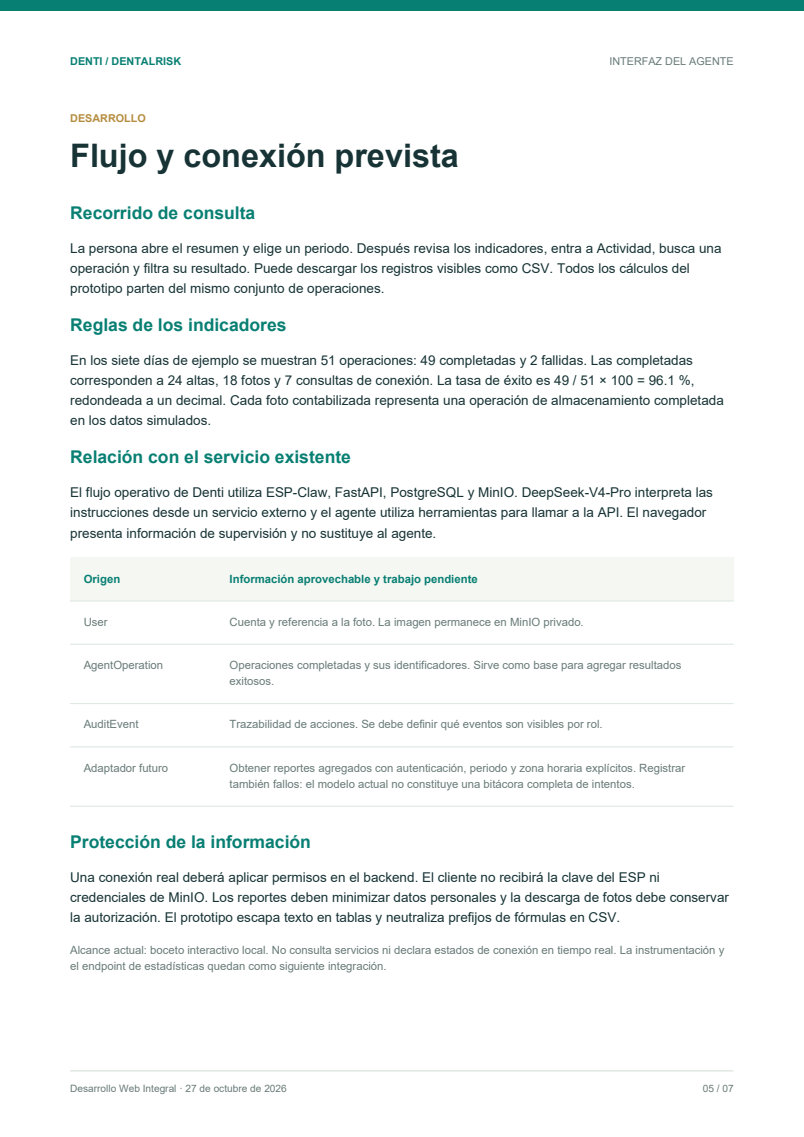 DENTI / DENTALRISK
INTERFAZ DEL AGENTE
DESARROLLO
Flujo y conexión prevista
Recorrido de consulta
La persona abre el resumen y elige un periodo. Después revisa los indicadores, entra a Actividad, busca una
operación y filtra su resultado. Puede descargar los registros visibles como CSV. Todos los cálculos del
prototipo parten del mismo conjunto de operaciones.
Reglas de los indicadores
En los siete días de ejemplo se muestran 51 operaciones: 49 completadas y 2 fallidas. Las completadas
corresponden a 24 altas, 18 fotos y 7 consultas de conexión. La tasa de éxito es 49 / 51 × 100 = 96.1 %,
redondeada a un decimal. Cada foto contabilizada representa una operación de almacenamiento completada
en los datos simulados.
Relación con el servicio existente
El flujo operativo de Denti utiliza ESP-Claw, FastAPI, PostgreSQL y MinIO. DeepSeek-V4-Pro interpreta las
instrucciones desde un servicio externo y el agente utiliza herramientas para llamar a la API. El navegador
presenta información de supervisión y no sustituye al agente.
Origen
Información aprovechable y trabajo pendiente
User
Cuenta y referencia a la foto. La imagen permanece en MinIO privado.
AgentOperation
Operaciones completadas y sus identificadores. Sirve como base para agregar resultados
exitosos.
AuditEvent
Trazabilidad de acciones. Se debe definir qué eventos son visibles por rol.
Adaptador futuro
Obtener reportes agregados con autenticación, periodo y zona horaria explícitos. Registrar
también fallos: el modelo actual no constituye una bitácora completa de intentos.
Protección de la información
Una conexión real deberá aplicar permisos en el backend. El cliente no recibirá la clave del ESP ni
credenciales de MinIO. Los reportes deben minimizar datos personales y la descarga de fotos debe conservar
la autorización. El prototipo escapa texto en tablas y neutraliza prefijos de fórmulas en CSV.
Alcance actual: boceto interactivo local. No consulta servicios ni declara estados de conexión en tiempo real. La instrumentación y
el endpoint de estadísticas quedan como siguiente integración.
Desarrollo Web Integral · 27 de octubre de 2026
05 / 07